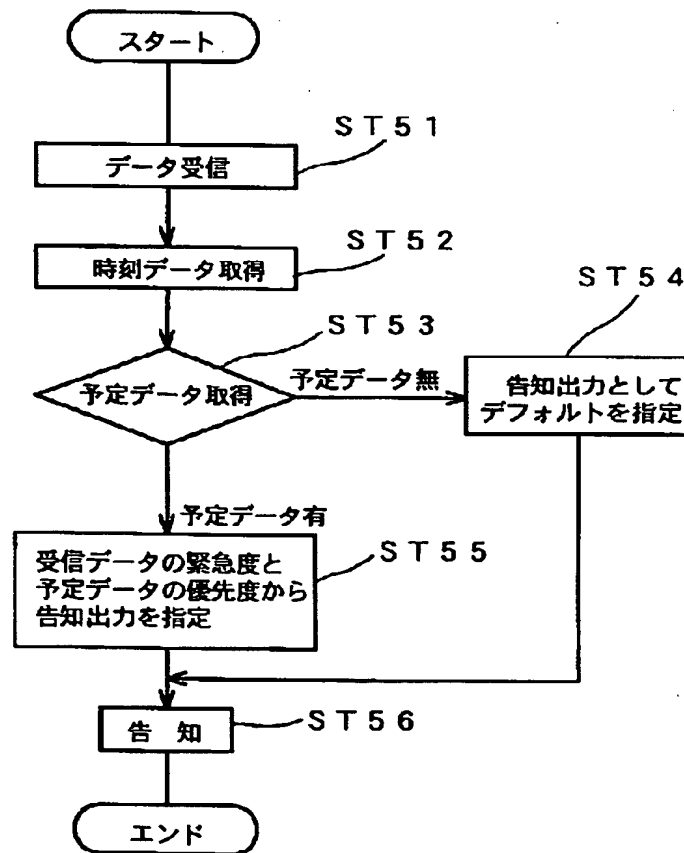 スタート
ST51
データ受信
ST52
時刻データ取得
ST53
予定データ取得
予定データ無
ST54
告知出力として
デフォルトを指定
予定データ有
ST55
受信データの緊急度と
予定データの優先度から
告知出力を指定
ST56
告 知
エンド